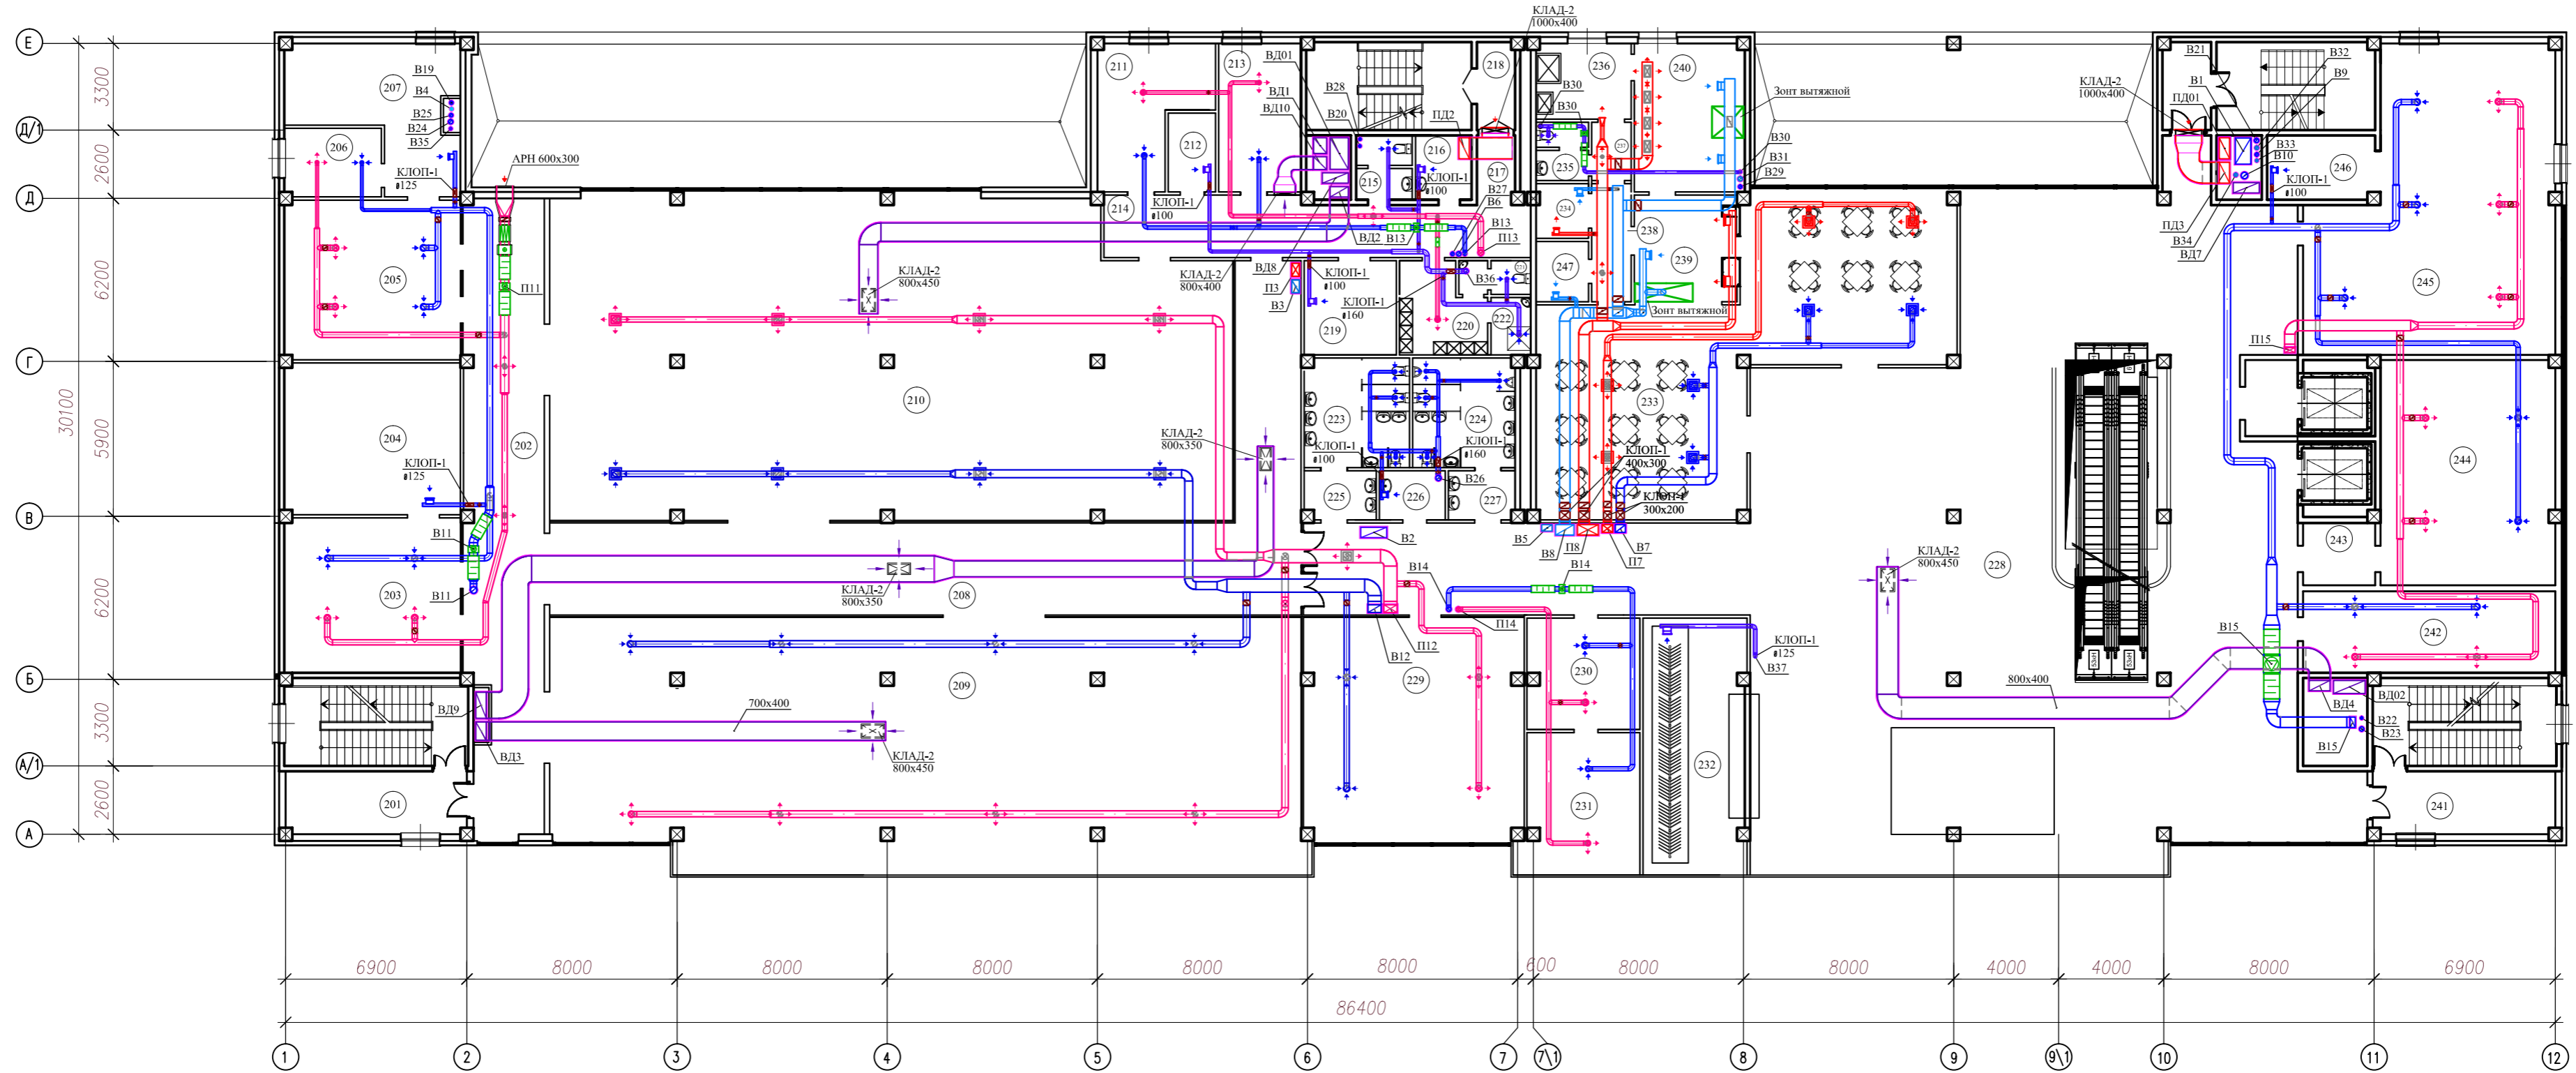 КЛАД-2
1000х400
Е
3300
Д/1
2600
Д
6200
Г
30100
5900
В
6200
Б
3300
А/1
2600
А
207
В19
В4
В25
В24
В35
206
КЛОП-1
ø125
АРН 600х300
205
П11
204
202
КЛОП-1
ø125
В11
В11
203
ВД9
ВД3
201
211
213
ВД01
ВД1
ВД10
В28
В20
212
214
КЛОП-1
ø100
218
ПД2
216
217
215
КЛОП-1
ø100
В27
В6
В13
П13
В13
ВД2
ВД8
КЛАД-2
800х400
КЛАД-2
800х450
П3
В3
КЛОП-1
ø100
КЛОП-1
ø160
В36
221
219
220
222
210
КЛАД-2
800х350
223
224
КЛОП-1
ø100
КЛОП-1
ø160
225
226
227
В26
В2
КЛАД-2
800х350
208
209
700х400
КЛАД-2
800х450
В12
П12
229
236
240
Зонт вытяжной
В30
В30
237
235
В30
В31
В29
234
238
239
247
Зонт вытяжной
233
КЛОП-1
400х300
КЛОП-1
300х200
В5
В8
П8
П7
В7
В14
В14
П14
230
КЛОП-1
ø125
В37
231
232
КЛАД-2
800х450
228
800х400
КЛАД-2
1000х400
В21
В1
ПД01
В32
В9
В33
В10
246
КЛОП-1
ø100
ПД3
В34
ВД7
245
П15
244
243
242
В15
ВД02
ВД4
В22
В23
В15
241
6900
8000
8000
8000
8000
8000
600
8000
8000
4000
4000
8000
6900
86400
1
2
3
4
5
6
7
7\1
8
9
9\1
10
11
12